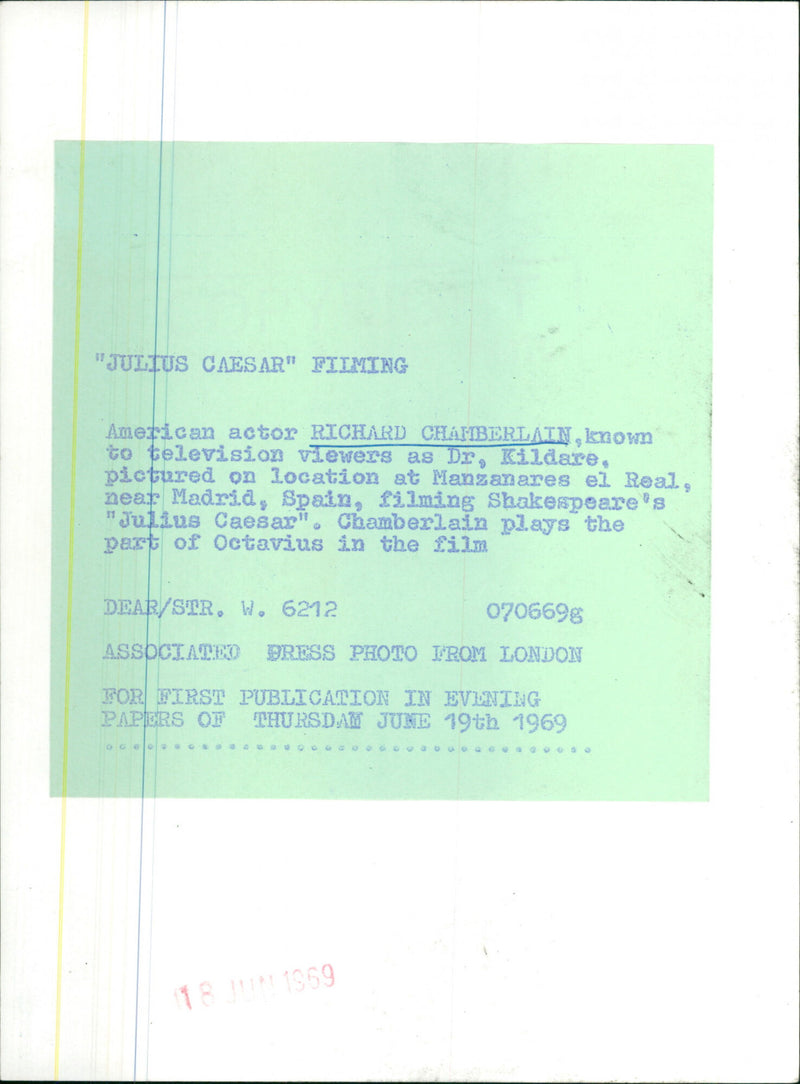 "JULIUS CAESAR" FILMING
American actor RICHARD CHAMBERLAIN,known
to television viewers as Dr, Kildare,
pictured on location at Manzanares el Real,
near Madrid, Spain, filming Shakespeare's
"Julius Caesar". Chamberlain plays the
part of Octavius in the film
DEAR/STR. W. 6212 070669g
ASSOCIATED PRESS PHOTO FROM LONDON
FOR FIRST PUBLICATION IN EVENING
PAPERS OF THURSDAY JUNE 19th 1969
..........................................
18 JUN 1969